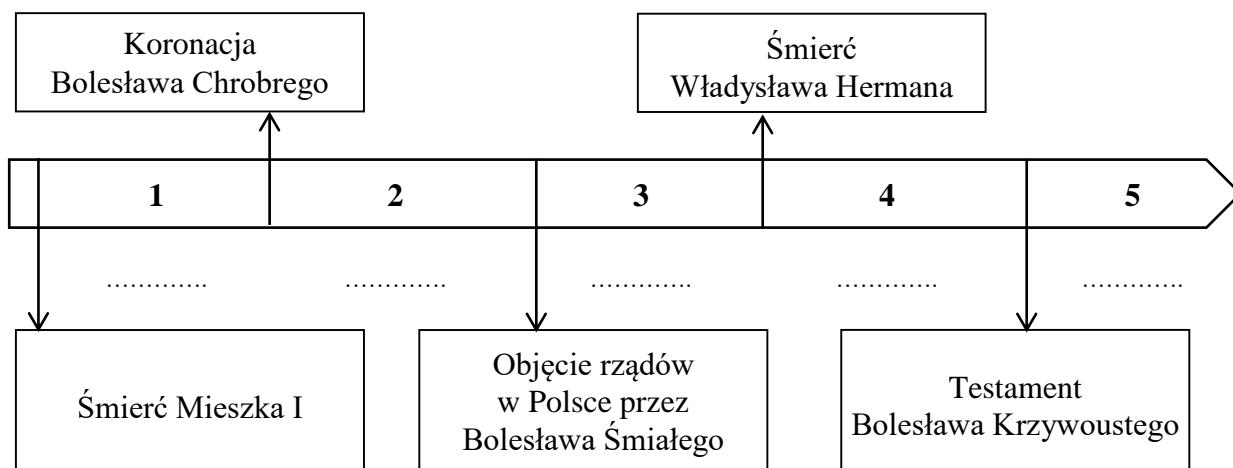 Koronacja
Bolesława Chrobrego
Śmierć
Władysława Hermana
1 2 3 4 5
…………. …………. …………. …………. ………….
Śmierć Mieszka I
Objęcie rządów
w Polsce przez
Bolesława Śmiałego
Testament
Bolesława Krzywoustego